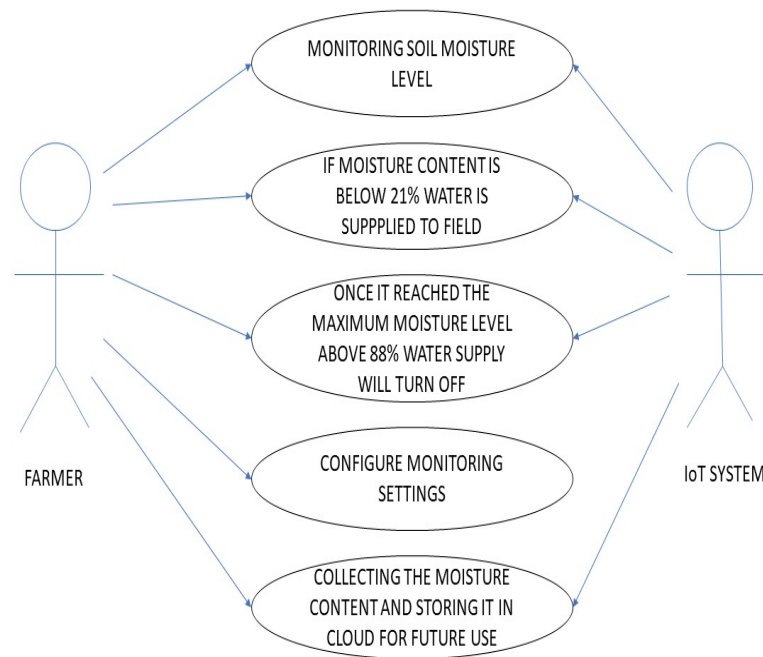 MONITORING SOIL MOISTURE
LEVEL
IF MOISTURE CONTENT IS
BELOW 21% WATER IS
SUPPPLIED TO FIELD
ONCE IT REACHED THE
MAXIMUM MOISTURE LEVEL
ABOVE 88% WATER SUPPLY
WILL TURN OFF
FARMER
CONFIGURE MONITORING
SETTINGS
IoT SYSTEM
COLLECTING THE MOISTURE
CONTENT AND STORING IT IN
CLOUD FOR FUTURE USE